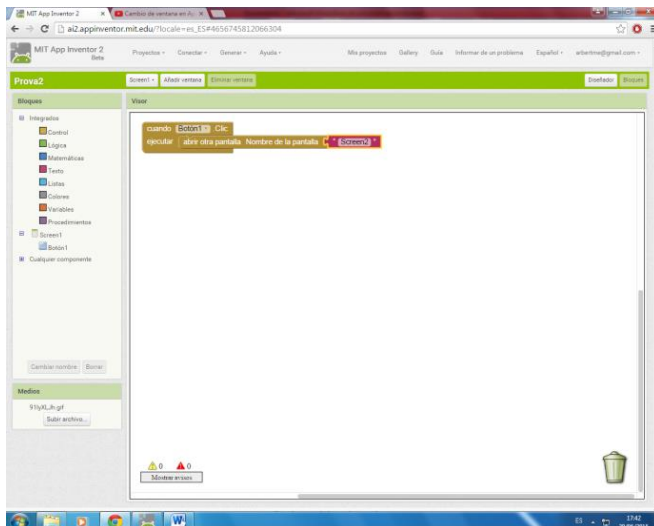 MIT App Inventor 2
Cambio de ventana en Ap
ai2.appinventor.mit.edu/?locale=es_ES#4656745812066304
MIT App Inventor 2
Beta
Proyectos
Conectar
Generar
Ayuda
Mis proyectos
Gallery
Guía
Informar de un problema
Español
Prova2
Screen1
Añadir ventana
Eliminar ventana
Diseñador
Bloques
Bloques
Visor
Integrados
Control
Lógica
Matemáticas
Texto
Listas
Colores
Variables
Procedimientos
Screen1
Botón1
Cualquier componente
Cambiar nombre
Borrar
Medios
Subir archivo...
cuando Botón1 Clic
ejecutar abrir otra pantalla Nombre de la pantalla " Screen2 "
0
0
Mostrar avisos
ES
17:42